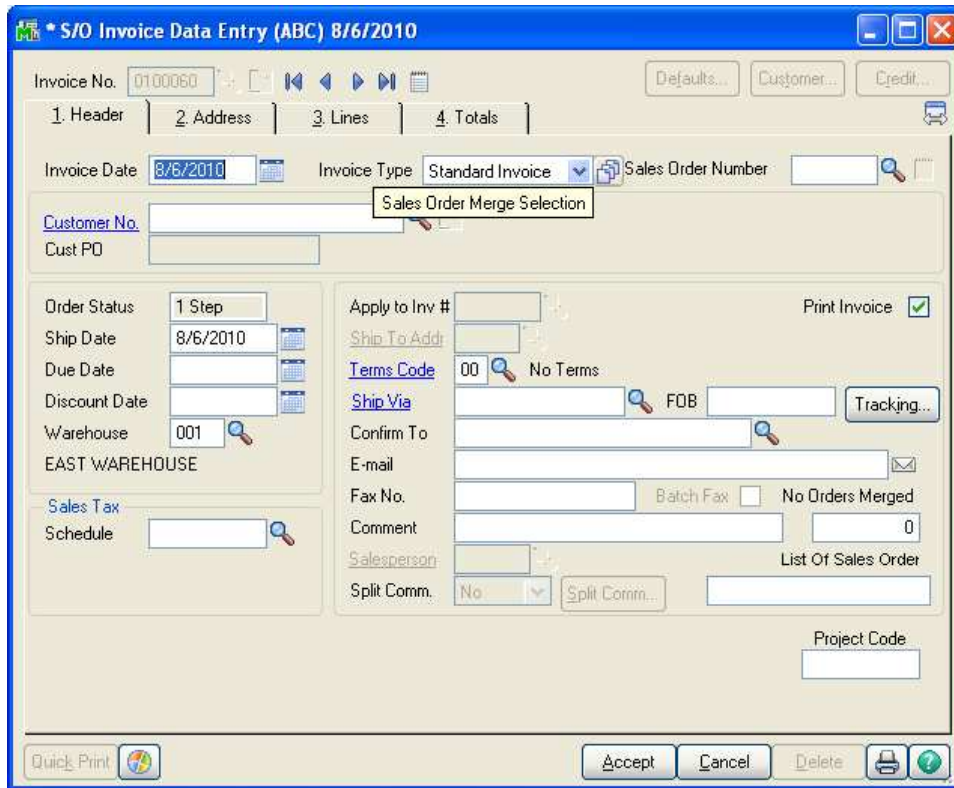 * S/O Invoice Data Entry (ABC) 8/6/2010
Invoice No. 0100060 Defaults... Customer... Credit...
1. Header 2. Address 3. Lines 4. Totals
Invoice Date 8/6/2010 Invoice Type Standard Invoice Sales Order Number
Sales Order Merge Selection
Customer No.
Cust PO
Order Status 1 Step Apply to Inv # Print Invoice
Ship Date 8/6/2010 Ship To Addr
Due Date Terms Code 00 No Terms
Discount Date Ship Via FOB Tracking...
Warehouse 001 Confirm To
EAST WAREHOUSE E-mail
Sales Tax Fax No. Batch Fax No Orders Merged
Schedule Comment 0
Salesperson List Of Sales Order
Split Comm. No Split Comm...
Project Code
Quick Print Accept Cancel Delete